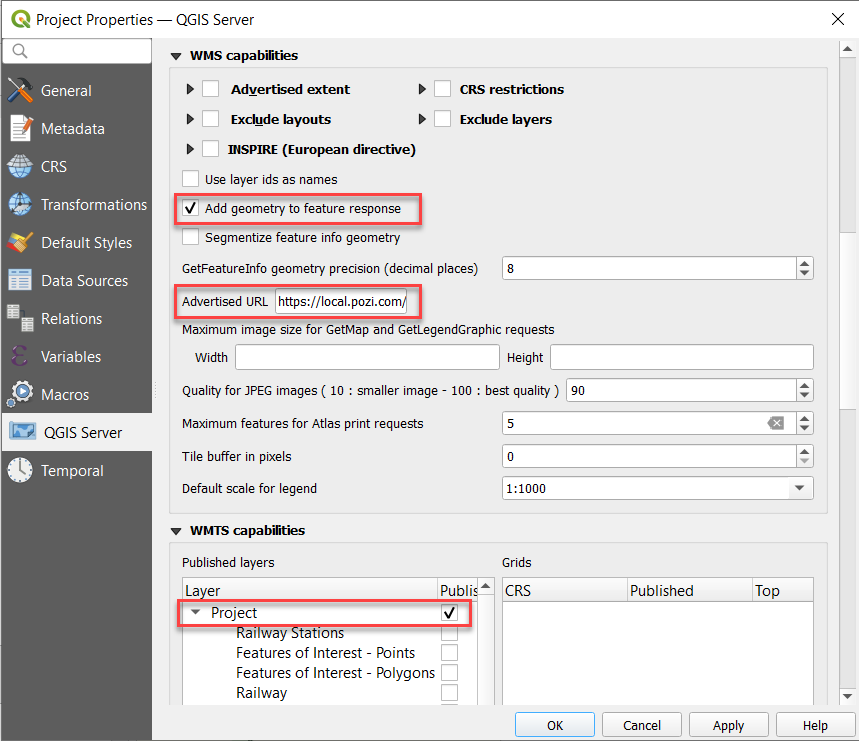 Project Properties — QGIS Server
General
Metadata
CRS
Transformations
Default Styles
Data Sources
Relations
Variables
Macros
QGIS Server
Temporal
WMS capabilities
Advertised extent CRS restrictions
Exclude layouts Exclude layers
INSPIRE (European directive)
Use layer ids as names
Add geometry to feature response
Segmentize feature info geometry
GetFeatureInfo geometry precision (decimal places) 8
Advertised URL https://local.pozi.com/
Maximum image size for GetMap and GetLegendGraphic requests
Width Height
Quality for JPEG images ( 10 : smaller image - 100 : best quality ) 90
Maximum features for Atlas print requests 5
Tile buffer in pixels 0
Default scale for legend 1:1000
WMTS capabilities
Published layers Grids
Layer Publis CRS Published Top
Project
Railway Stations
Features of Interest - Points
Features of Interest - Polygons
Railway
OK Cancel Apply Help